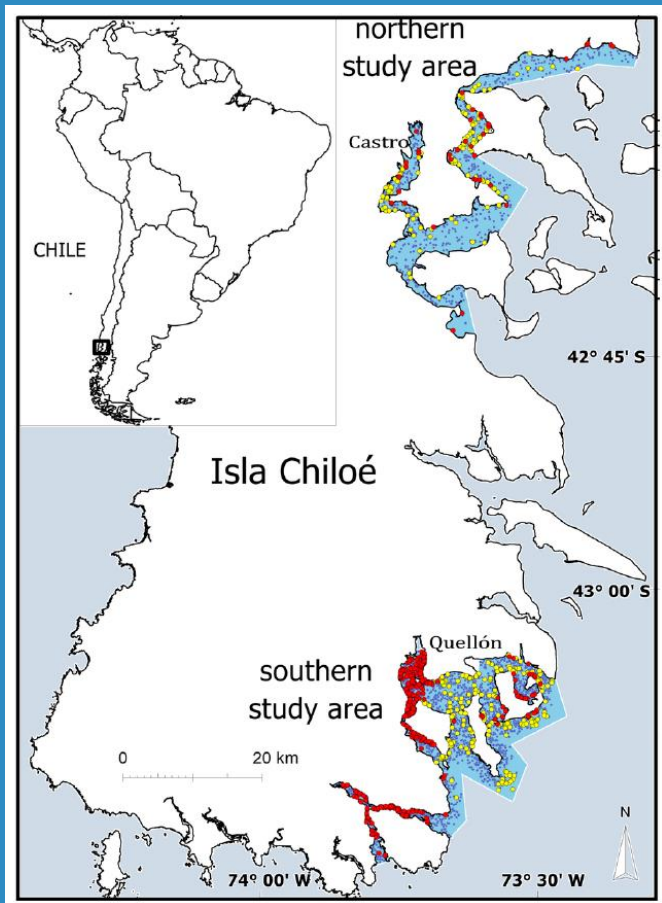 northern
study area
Castro
CHILE
42° 45' S
Isla Chiloé
43° 00' S
Quellón
southern
study area
0 20 km
N
74° 00' W 73° 30' W